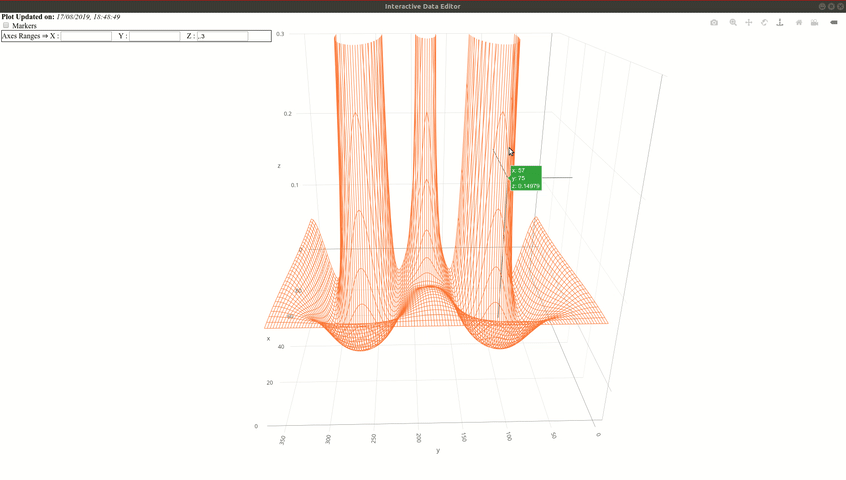 Interactive Data Editor
Plot Updated on: 17/08/2019, 18:48:49
Markers
Axes Ranges ⇒ X : Y : Z : ,.3
0.3
0.2
z
0.1
x: 57
y: 75
z: 0.14979
0
60
x
40
20
0
350
300
250
200
150
100
50
0
y